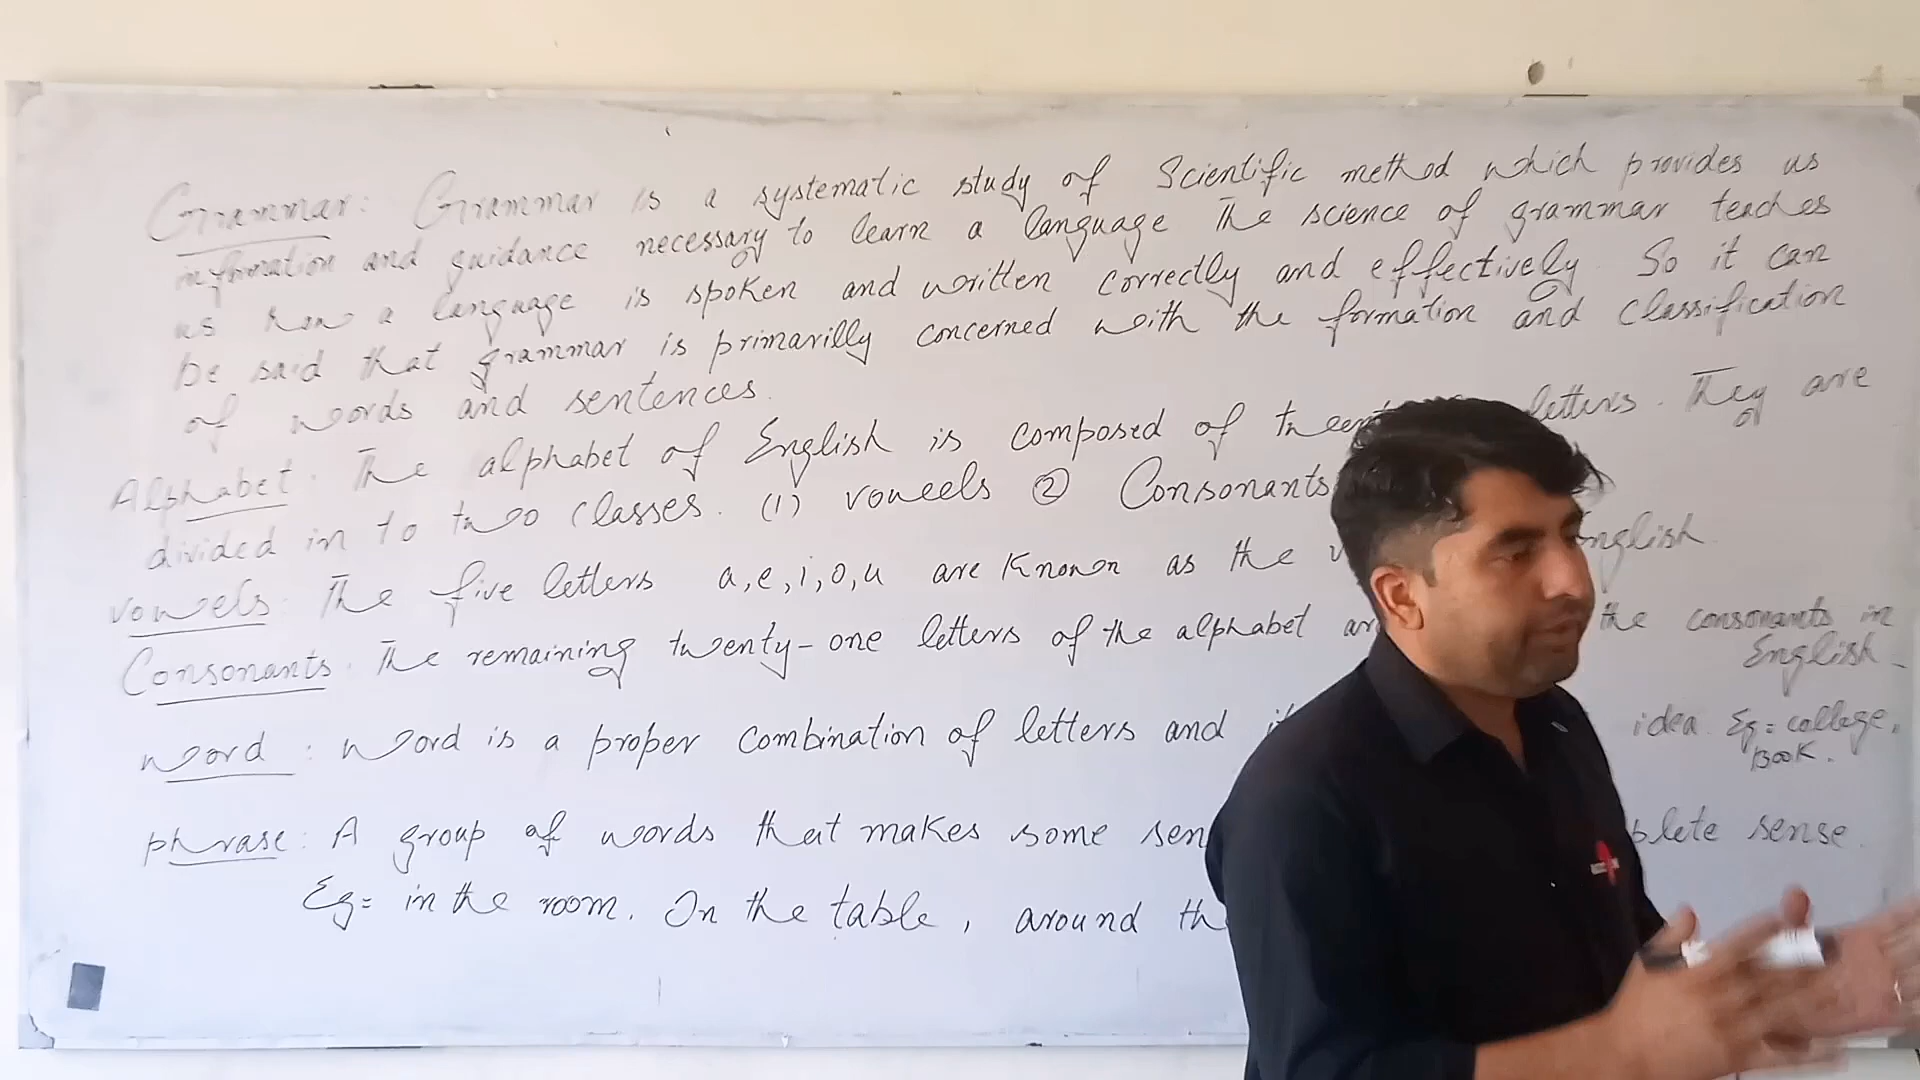 Grammar: Grammar is a systematic study of Scientific method which provides us
information and guidance necessary to learn a language The science of grammar teaches
us how a language is spoken and written correctly and effectively. So it can
be said that grammar is primarilly concerned with the formation and classification
of words and sentences.
Alphabet. The alphabet of English is composed of letters. They are
divided in to two classes. (1) vowels ② Consonants
vowels: The five letters a,e,i,o,u are known as the English.
Consonants. The remaining twenty-one letters of the alphabet the consonants in
English
word: word is a proper combination of letters and idea. Eg= college,
Book.
phrase: A group of words that makes some sense.
Eg= in the room. On the table, around